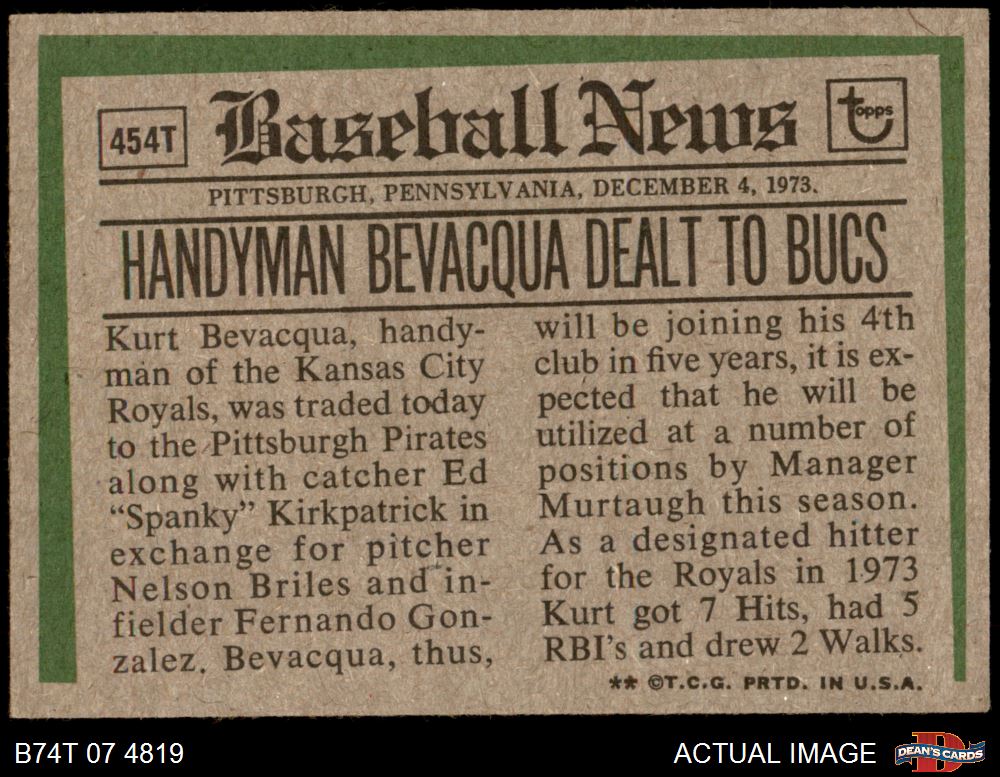 454T
Baseball News
topps
PITTSBURGH, PENNSYLVANIA, DECEMBER 4, 1973.
HANDYMAN BEVACQUA DEALT TO BUCS
Kurt Bevacqua, handy-
man of the Kansas City
Royals, was traded today
to the Pittsburgh Pirates
along with catcher Ed
"Spanky" Kirkpatrick in
exchange for pitcher
Nelson Briles and in-
fielder Fernando Gon-
zalez. Bevacqua, thus,
will be joining his 4th
club in five years, it is ex-
pected that he will be
utilized at a number of
positions by Manager
Murtaugh this season.
As a designated hitter
for the Royals in 1973
Kurt got 7 Hits, had 5
RBI's and drew 2 Walks.
** ©T.C.G. PRTD. IN U.S.A.
B74T 07 4819
ACTUAL IMAGE
D
DEAN'S CARDS